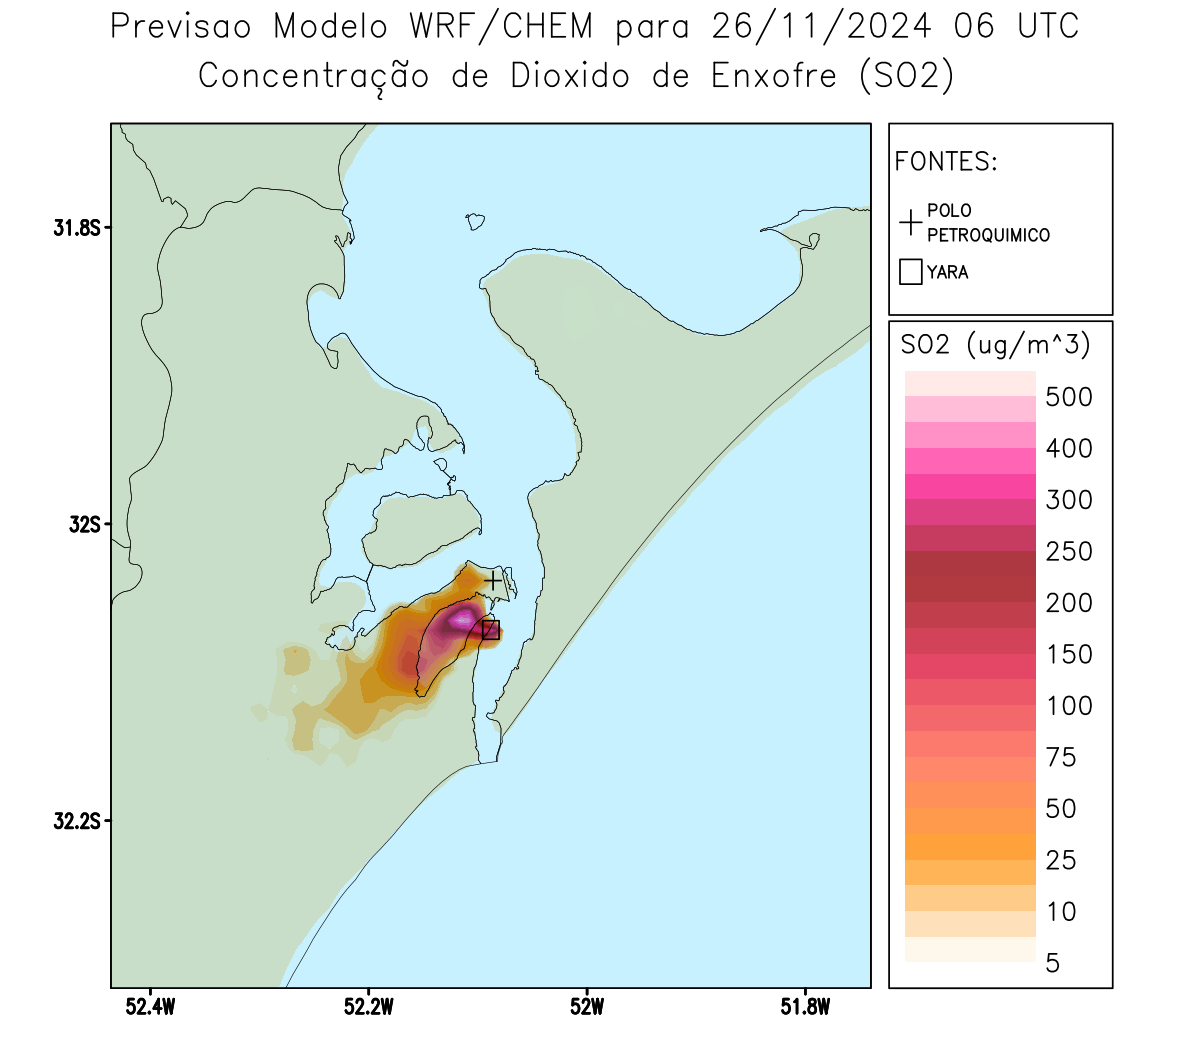 Previsao Modelo WRF/CHEM para 26/11/2024 06 UTC
Concentração de Dioxido de Enxofre (SO2)
FONTES:
POLO
PETROQUIMICO
YARA
SO2 (ug/m^3)
500
400
300
250
200
150
100
75
50
25
10
5
31.8S
32S
32.2S
52.4W
52.2W
52W
51.8W